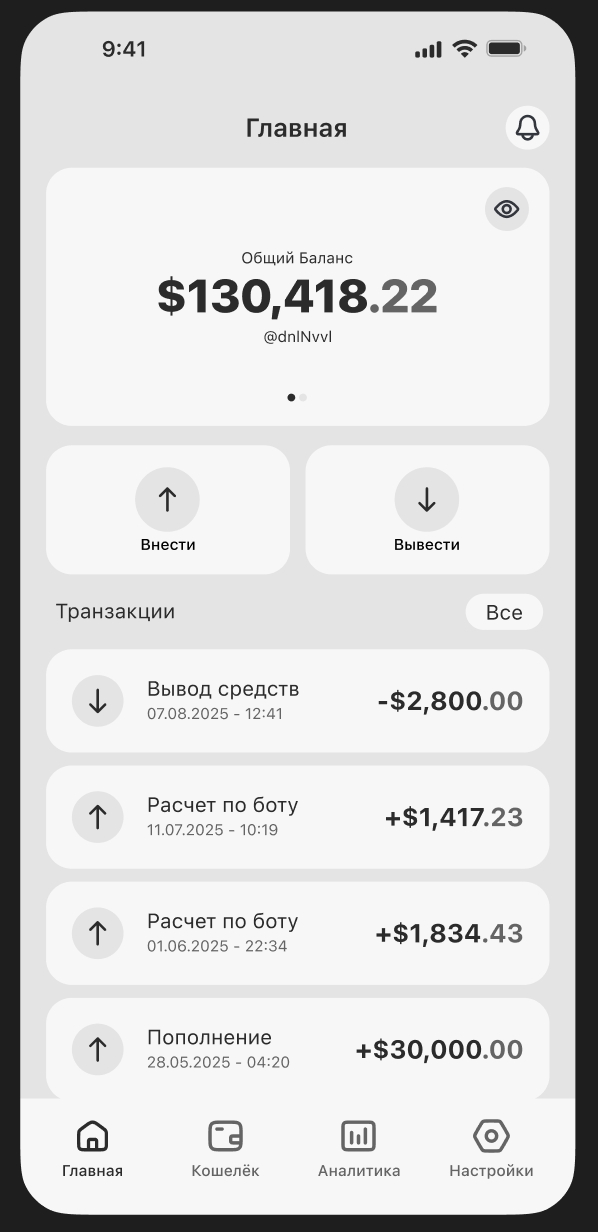 9:41
Главная
Общий Баланс
$130,418.22
@dnlNvvl
Внести
Вывести
Транзакции
Все
Вывод средств
-$2,800.00
07.08.2025 - 12:41
Расчет по боту
+$1,417.23
11.07.2025 - 10:19
Расчет по боту
+$1,834.43
01.06.2025 - 22:34
Пополнение
+$30,000.00
28.05.2025 - 04:20
Главная
Кошелёк
Аналитика
Настройки